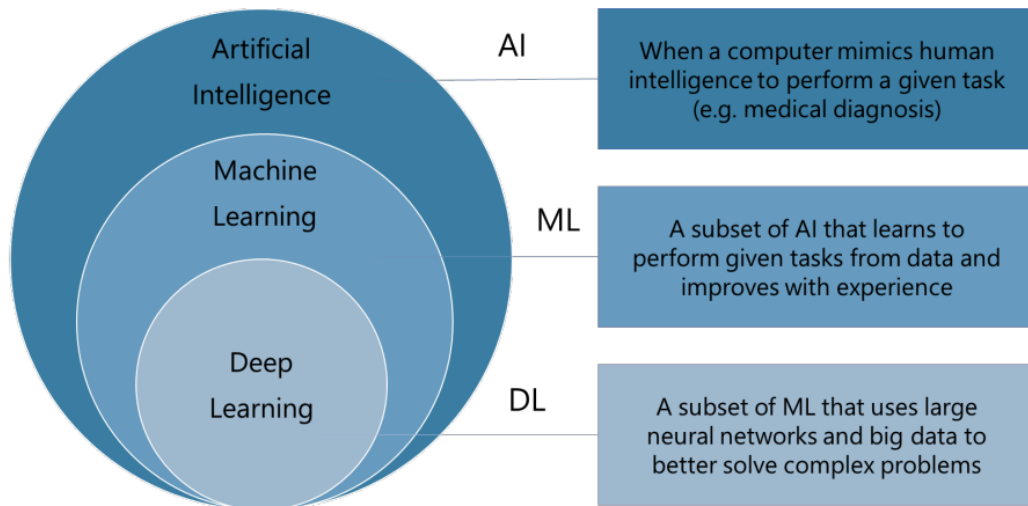 Artificial
Intelligence
Machine
Learning
Deep
Learning
AI
When a computer mimics human
intelligence to perform a given task
(e.g. medical diagnosis)
ML
A subset of AI that learns to
perform given tasks from data and
improves with experience
DL
A subset of ML that uses large
neural networks and big data to
better solve complex problems